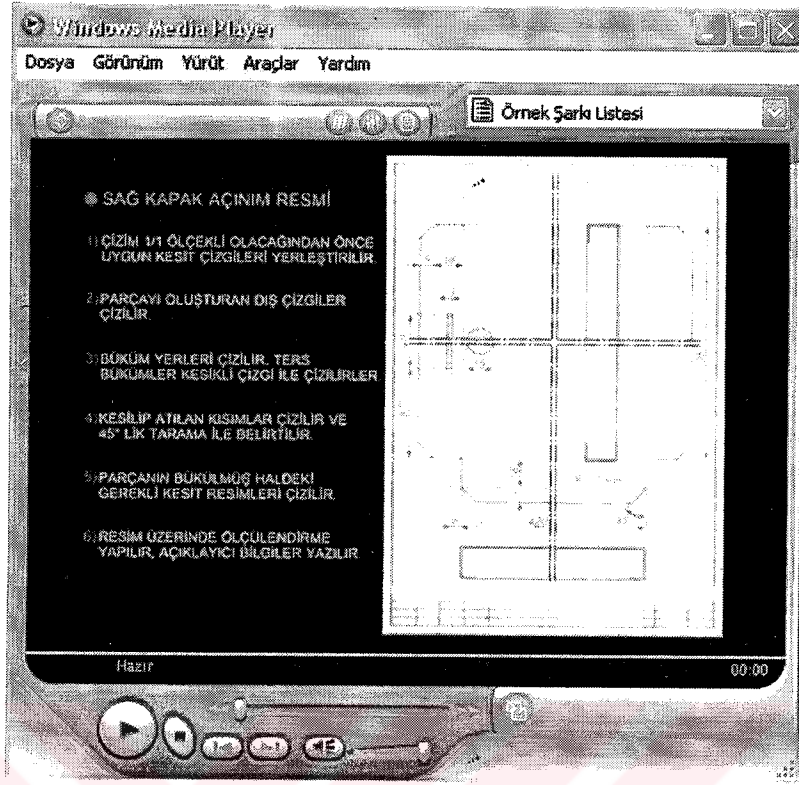 Windows Media Player
Dosya Görünüm Yürüt Araçlar Yardım
Örnek Şarkı Listesi
SAĞ KAPAK AÇINIM RESMİ
1) ÇİZİM 1/1 ÖLÇEKLİ OLACAĞINDAN ÖNCE
UYGUN KESİT ÇİZGİLERİ YERLEŞTİRİLİR.
2) PARÇAYI OLUŞTURAN DIŞ ÇİZGİLER
ÇİZİLİR.
3) BÜKÜM YERLERİ ÇİZİLİR. TERS
BÜKÜMLER KESİKLİ ÇİZGİ İLE ÇİZİLİRLER
4) KESİLİP ATILAN KISIMLAR ÇİZİLİR VE
45° LİK TARAMA İLE BELİRTİLİR.
5) PARÇANIN BÜKÜLMÜŞ HALDEKİ
GEREKLİ KESİT RESİMLERİ ÇİZİLİR.
6) RESİM ÜZERİNDE ÖLÇÜLENDİRME
YAPILIR, AÇIKLAYICI BİLGİLER YAZILIR
Hazır
00:00